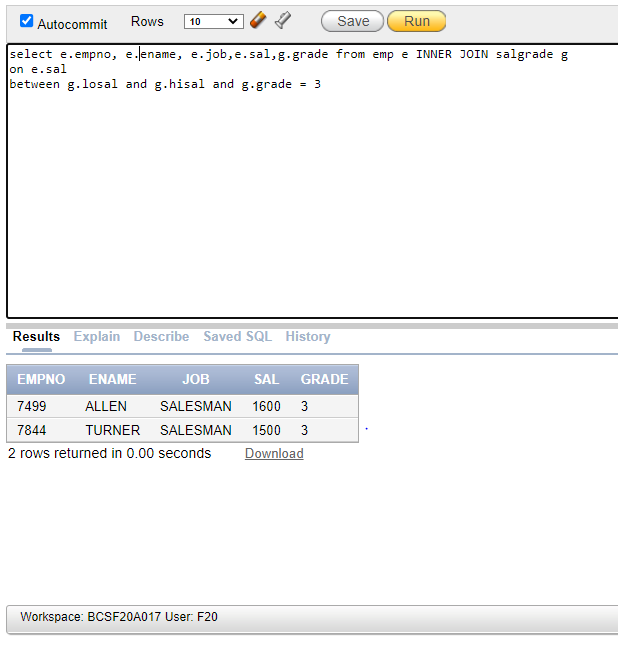 Autocommit Rows 10 Save Run
select e.empno, e.ename, e.job,e.sal,g.grade from emp e INNER JOIN salgrade g
on e.sal
between g.losal and g.hisal and g.grade = 3
Results Explain Describe Saved SQL History
EMPNO ENAME JOB SAL GRADE
7499 ALLEN SALESMAN 1600 3
7844 TURNER SALESMAN 1500 3
2 rows returned in 0.00 seconds Download
Workspace: BCSF20A017 User: F20